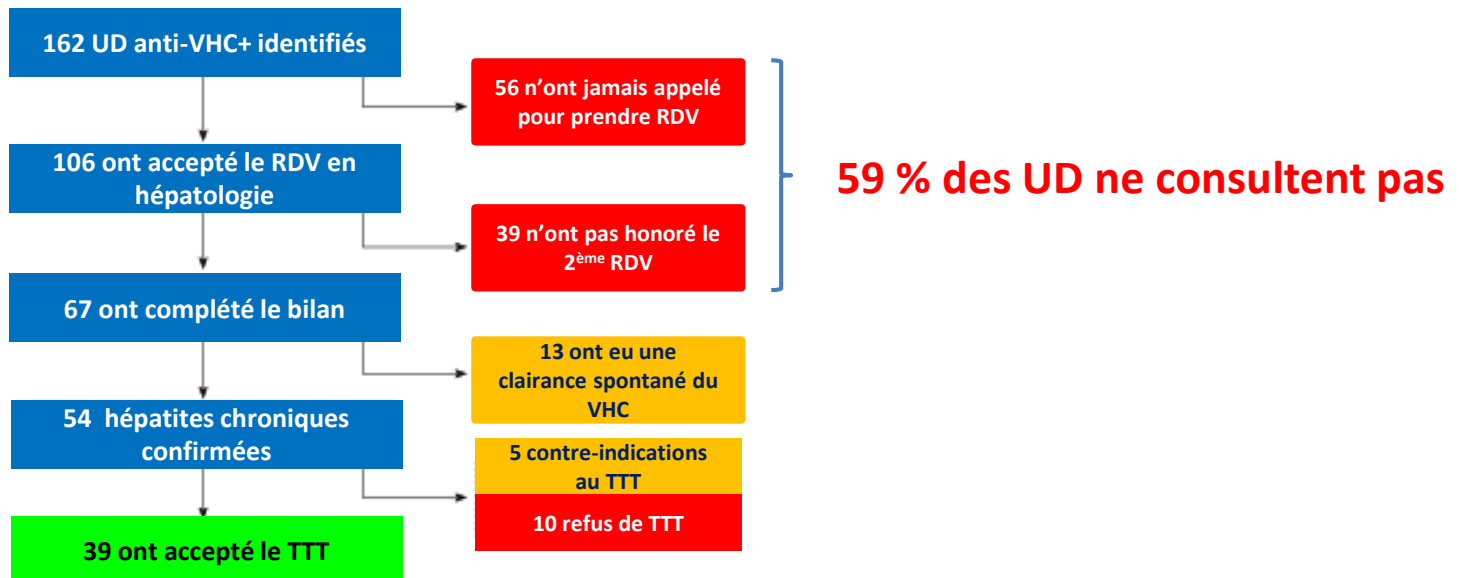 162 UD anti-VHC+ identifiés
56 n’ont jamais appelé
pour prendre RDV
59 % des UD ne consultent pas
106 ont accepté le RDV en
hépatologie
39 n’ont pas honoré le
2ème RDV
67 ont complété le bilan
13 ont eu une
clairance spontané du
VHC
54 hépatites chroniques
confirmées
5 contre-indications
au TTT
10 refus de TTT
39 ont accepté le TTT